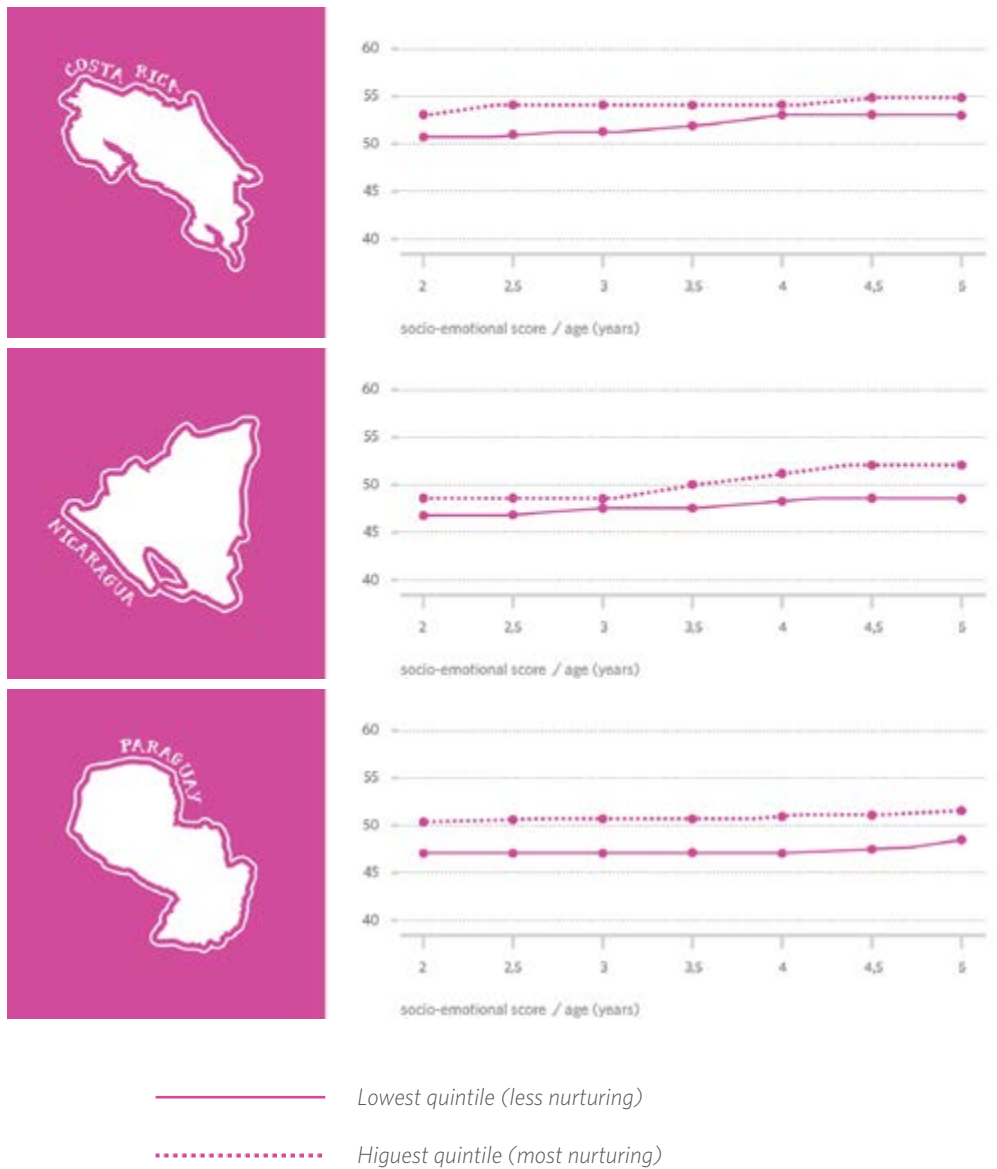 COSTA RICA
60
55
50
45
40
2 2,5 3 3,5 4 4,5 5
socio-emotional score / age (years)
NICARAGUA
60
55
50
45
40
2 2,5 3 3,5 4 4,5 5
socio-emotional score / age (years)
PARAGUAY
60
55
50
45
40
2 2,5 3 3,5 4 4,5 5
socio-emotional score / age (years)
Lowest quintile (less nurturing)
Higuest quintile (most nurturing)